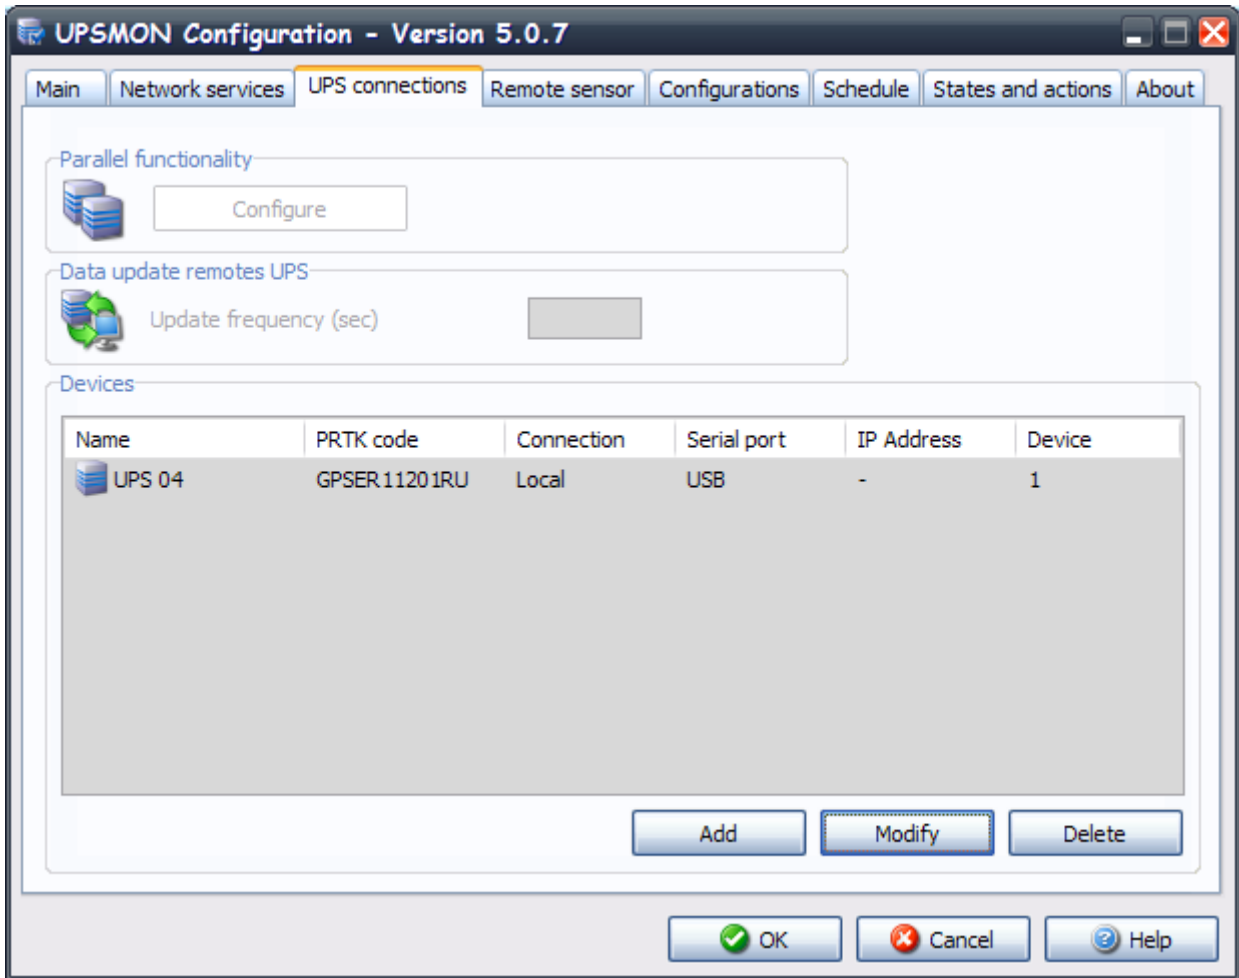 UPSMON Configuration - Version 5.0.7
Main Network services UPS connections Remote sensor Configurations Schedule States and actions About
Parallel functionality
Configure
Data update remotes UPS
Update frequency (sec)
Devices
Name PRTK code Connection Serial port IP Address Device
UPS 04 GPSER11201RU Local USB - 1
Add Modify Delete
OK Cancel Help